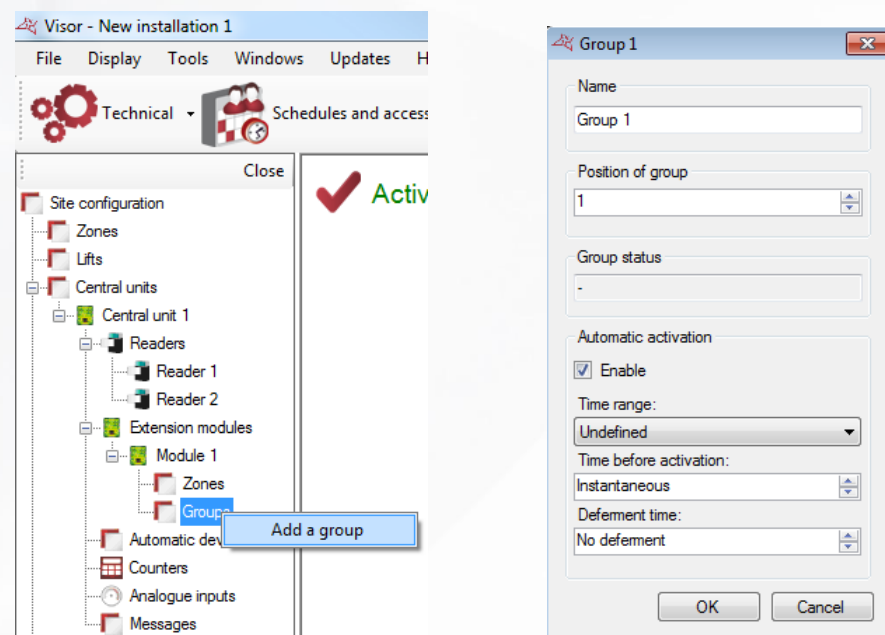 Visor - New installation 1
File Display Tools Windows Updates H
Technical Schedules and access
Close
Site configuration
Activ
Zones
Lifts
Central units
Central unit 1
Readers
Reader 1
Reader 2
Extension modules
Module 1
Zones
Groups
Add a group
Automatic dev
Counters
Analogue inputs
Messages
Group 1
Name
Group 1
Position of group
1
Group status
-
Automatic activation
Enable
Time range:
Undefined
Time before activation:
Instantaneous
Deferment time:
No deferment
OK Cancel